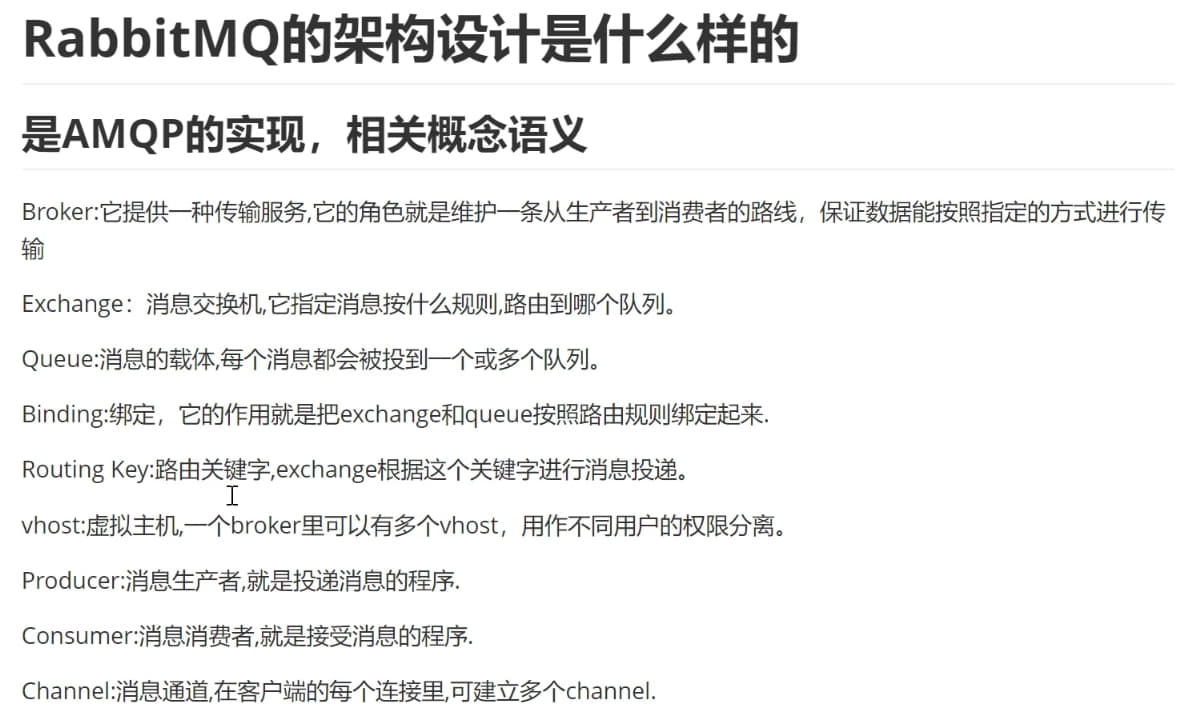 RabbitMQ的架构设计是什么样的
是AMQP的实现，相关概念语义
Broker:它提供一种传输服务,它的角色就是维护一条从生产者到消费者的路线，保证数据能按照指定的方式进行传
输
Exchange：消息交换机,它指定消息按什么规则,路由到哪个队列。
Queue:消息的载体,每个消息都会被投到一个或多个队列。
Binding:绑定，它的作用就是把exchange和queue按照路由规则绑定起来.
Routing Key:路由关键字,exchange根据这个关键字进行消息投递。
vhost:虚拟主机,一个broker里可以有多个vhost，用作不同用户的权限分离。
Producer:消息生产者,就是投递消息的程序.
Consumer:消息消费者,就是接受消息的程序.
Channel:消息通道,在客户端的每个连接里,可建立多个channel.